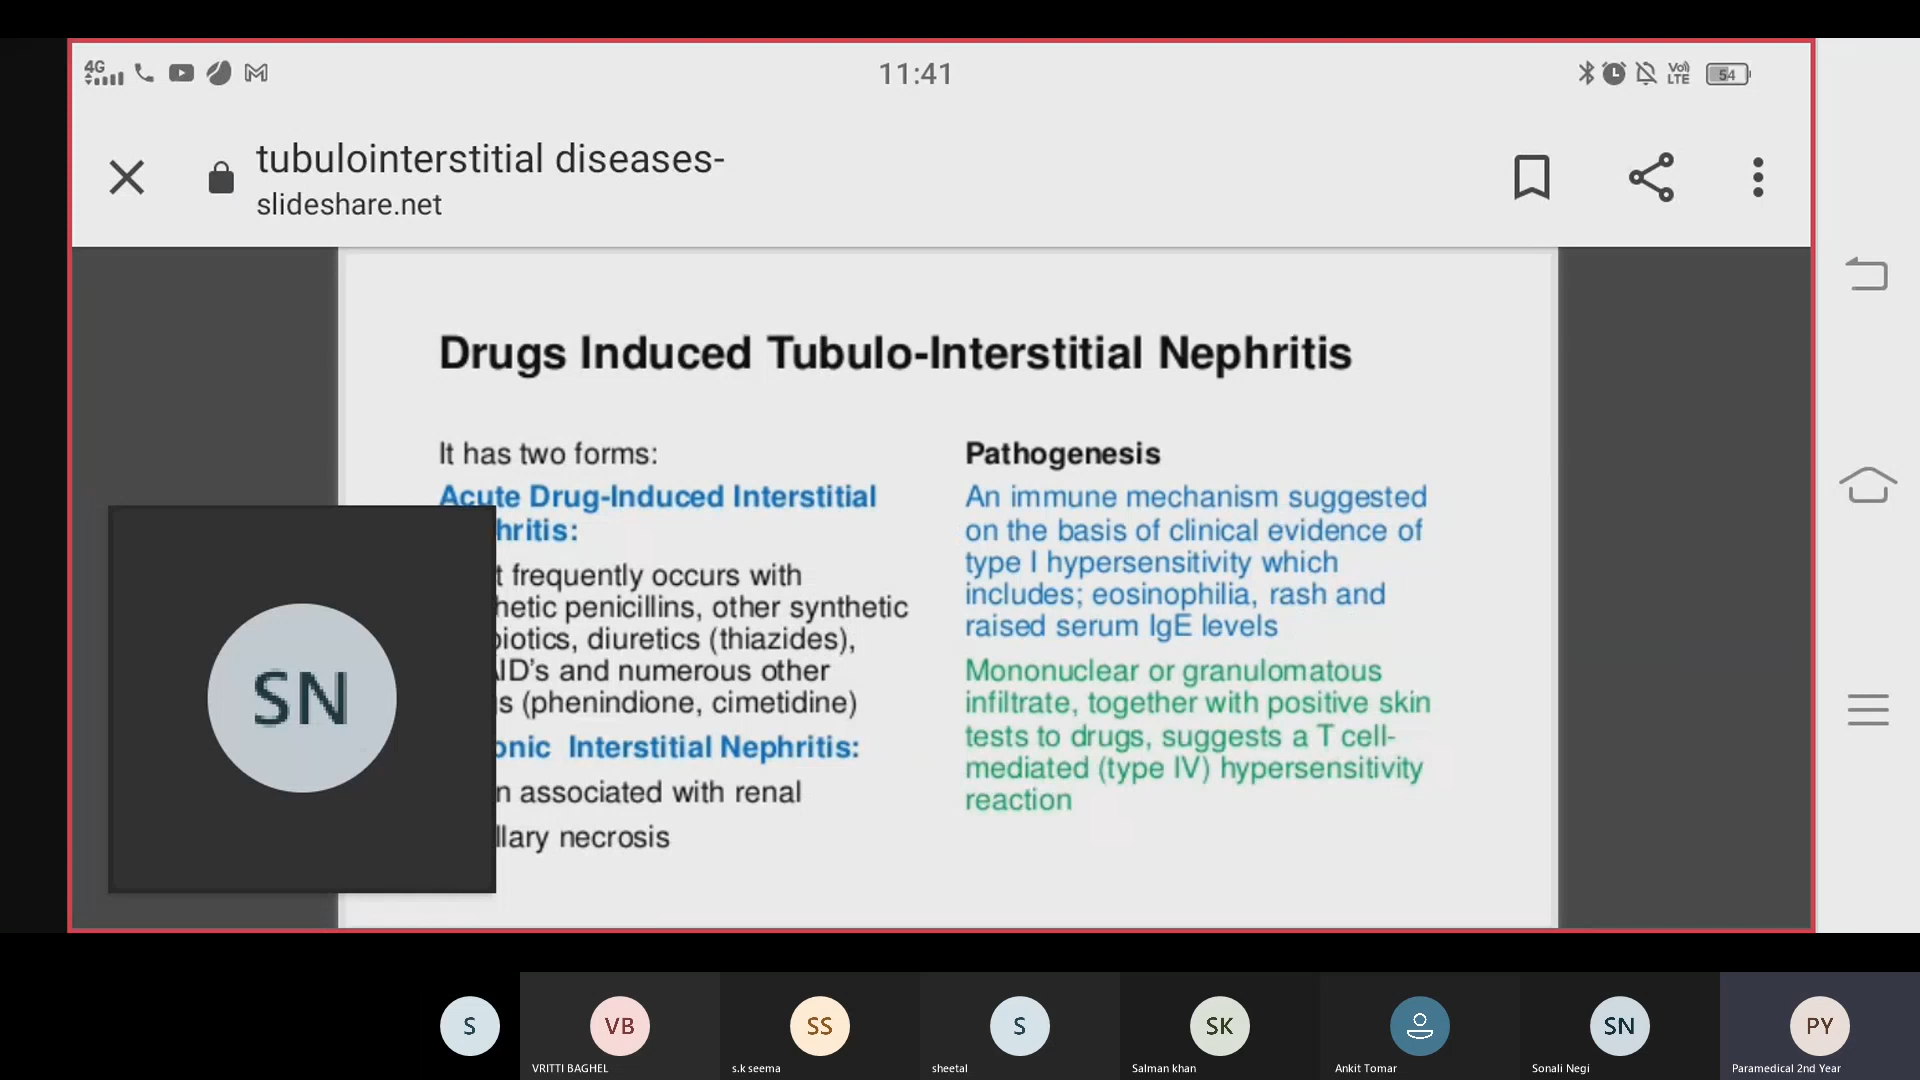 4G 11:41 Vo) LTE 54
tubulointerstitial diseases-
slideshare.net
Drugs Induced Tubulo-Interstitial Nephritis
It has two forms:
Acute Drug-Induced Interstitial
hritis:
t frequently occurs with
hetic penicillins, other synthetic
biotics, diuretics (thiazides),
ID's and numerous other
s (phenindione, cimetidine)
onic Interstitial Nephritis:
n associated with renal
llary necrosis
Pathogenesis
An immune mechanism suggested
on the basis of clinical evidence of
type I hypersensitivity which
includes; eosinophilia, rash and
raised serum IgE levels
Mononuclear or granulomatous
infiltrate, together with positive skin
tests to drugs, suggests a T cell-
mediated (type IV) hypersensitivity
reaction
SN
S VB SS S SK SN PY
VRITTI BAGHEL s.k seema sheetal Salman khan Ankit Tomar Sonali Negi Paramedical 2nd Year